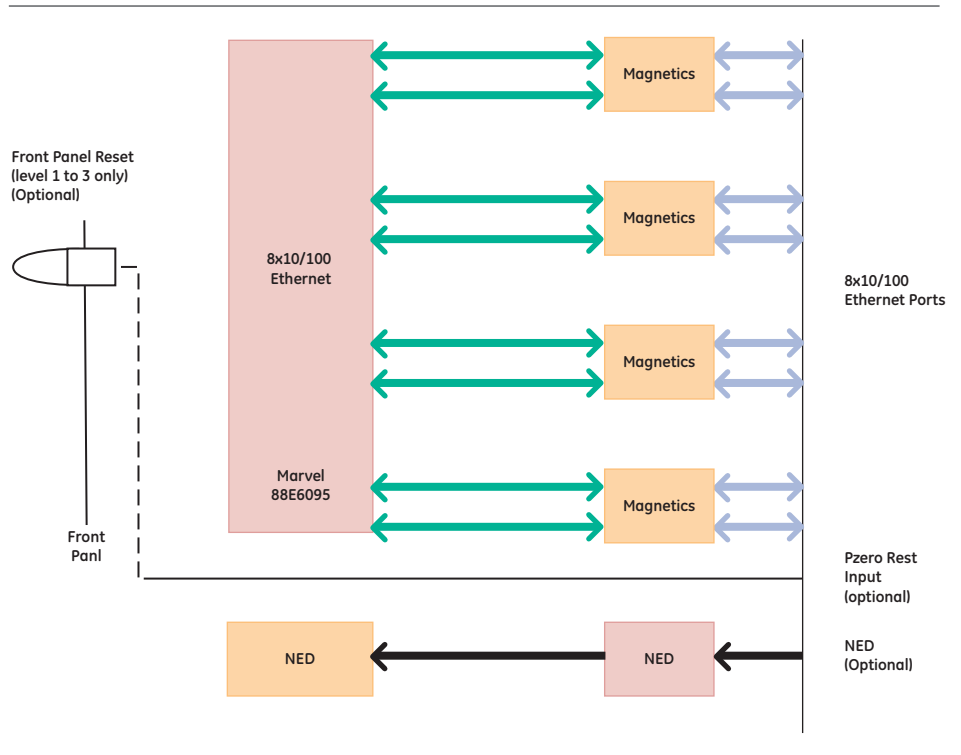 Front Panel Reset
(level 1 to 3 only)
(Optional)
Front
Panl
8x10/100
Ethernet
Marvel
88E6095
Magnetics
Magnetics
Magnetics
Magnetics
8x10/100
Ethernet Ports
Pzero Rest
Input
(optional)
NED
NED
NED
(Optional)